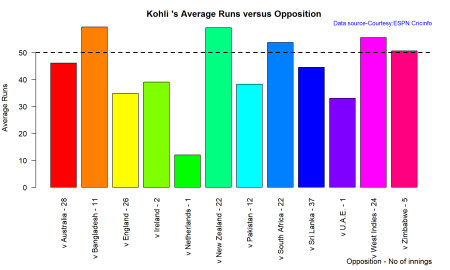 Kohli 's Average Runs versus Opposition
Data source-Courtesy:ESPN Cricinfo
Average Runs
50
40
30
20
10
0
v Australia - 28
v Bangladesh - 11
v England - 26
v Ireland - 2
v Netherlands - 1
v New Zealand - 22
v Pakistan - 12
v South Africa - 22
v Sri Lanka - 37
v U.A.E. - 1
v West Indies - 24
v Zimbabwe - 5
Opposition - No of innings